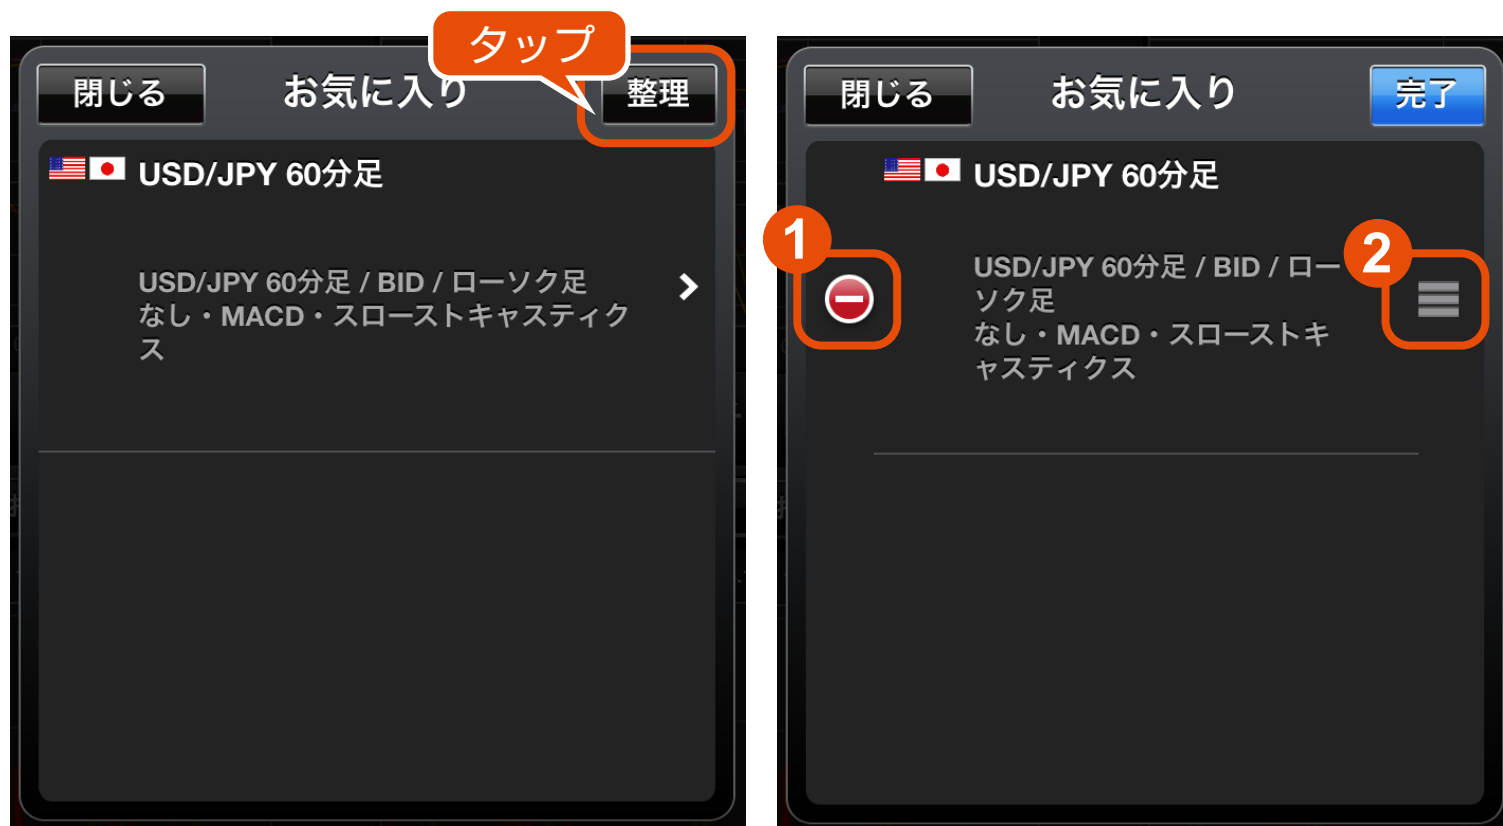 タップ
閉じる
お気に入り
整理
USD/JPY 60分足
USD/JPY 60分足 / BID / ローソク足
なし・MACD・スローストキャスティク
ス
閉じる
お気に入り
完了
USD/JPY 60分足
1
2
USD/JPY 60分足 / BID / ロー
ソク足
なし・MACD・スローストキ
ャスティクス